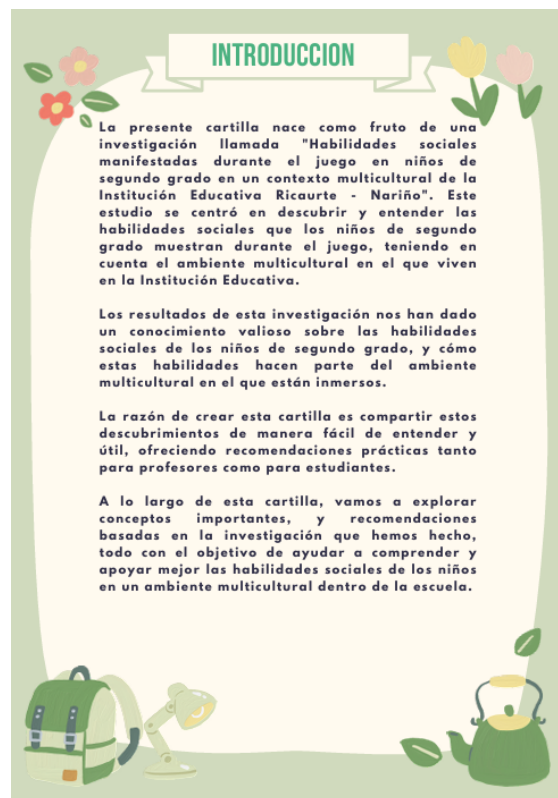 INTRODUCCION
La presente cartilla nace como fruto de una
investigación llamada "Habilidades sociales
manifestadas durante el juego en niños de
segundo grado en un contexto multicultural de la
Institución Educativa Ricaurte - Nariño". Este
estudio se centró en descubrir y entender las
habilidades sociales que los niños de segundo
grado muestran durante el juego, teniendo en
cuenta el ambiente multicultural en el que viven
en la Institución Educativa.
Los resultados de esta investigación nos han dado
un conocimiento valioso sobre las habilidades
sociales de los niños de segundo grado, y cómo
estas habilidades hacen parte del ambiente
multicultural en el que están inmersos.
La razón de crear esta cartilla es compartir estos
descubrimientos de manera fácil de entender y
útil, ofreciendo recomendaciones prácticas tanto
para profesores como para estudiantes.
A lo largo de esta cartilla, vamos a explorar
conceptos importantes, y recomendaciones
basadas en la investigación que hemos hecho,
todo con el objetivo de ayudar a comprender y
apoyar mejor las habilidades sociales de los niños
en un ambiente multicultural dentro de la escuela.